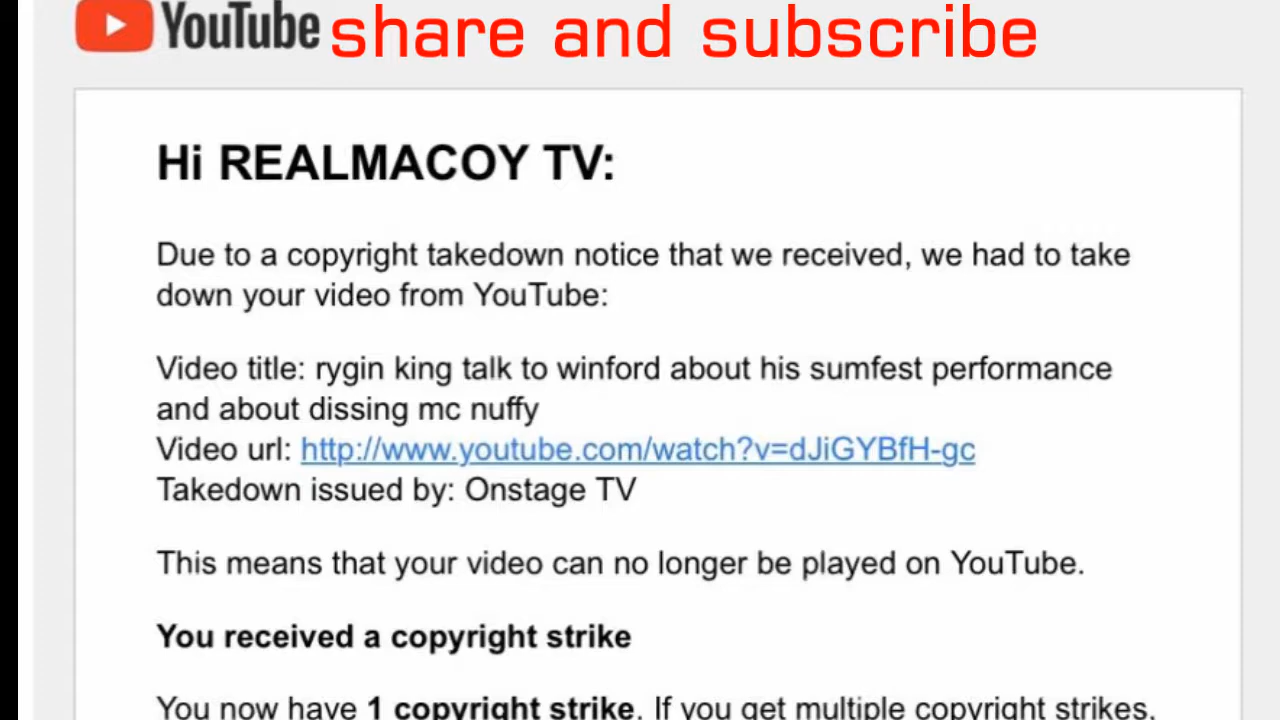 YouTube share and subscribe
Hi REALMACOY TV:
Due to a copyright takedown notice that we received, we had to take
down your video from YouTube:
Video title: rygin king talk to winford about his sumfest performance
and about dissing mc nuffy
Video url: http://www.youtube.com/watch?v=dJiGYBfH-gc
Takedown issued by: Onstage TV
This means that your video can no longer be played on YouTube.
You received a copyright strike
You now have 1 copyright strike. If you get multiple copyright strikes,